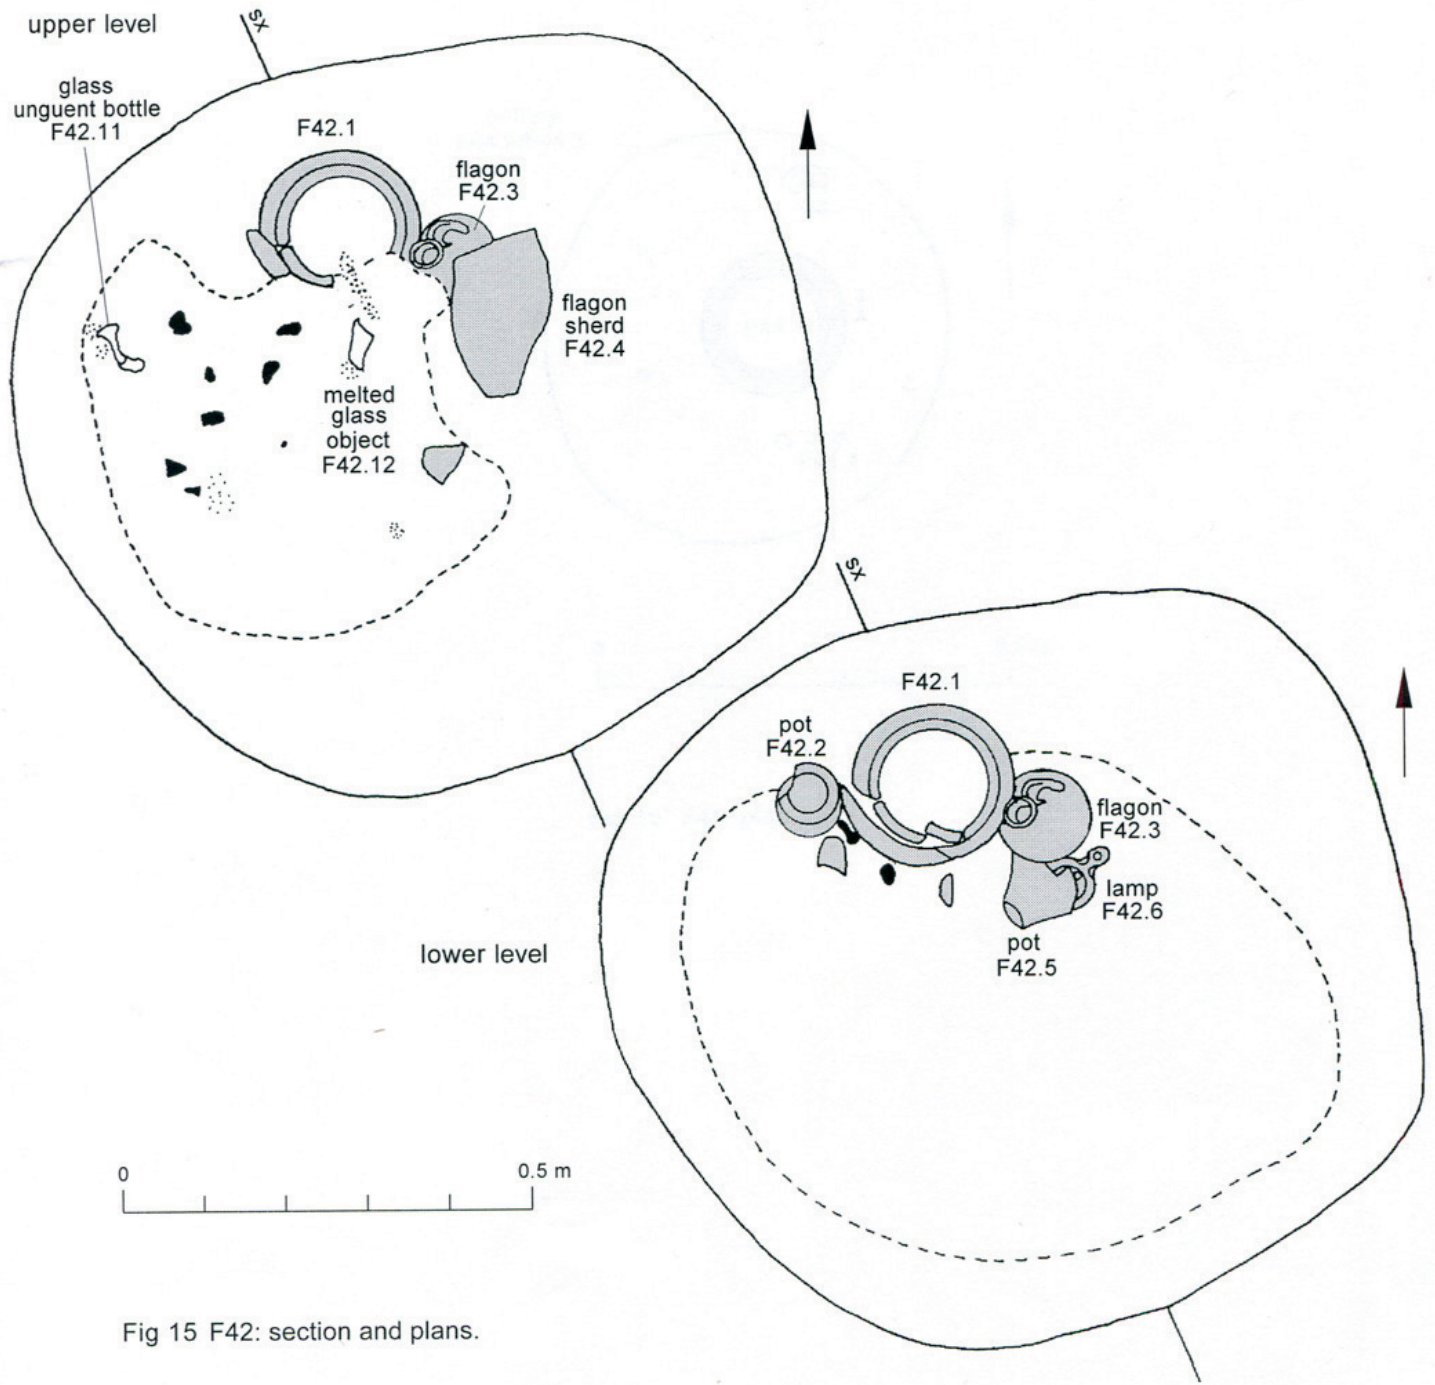 upper level
SX
glass
unguent bottle
F42.11
F42.1
flagon
F42.3
flagon
sherd
F42.4
melted
glass
object
F42.12
SX
F42.1
pot
F42.2
flagon
F42.3
lamp
F42.6
pot
F42.5
lower level
0
0.5 m
Fig 15 F42: section and plans.